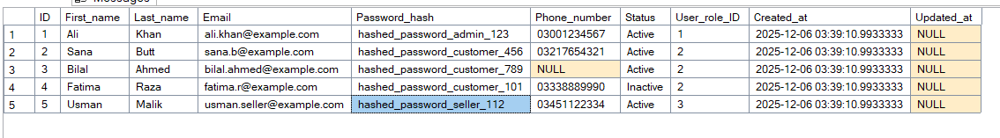 Messages
ID First_name Last_name Email Password_hash Phone_number Status User_role_ID Created_at Updated_at
1 1 Ali Khan ali.khan@example.com hashed_password_admin_123 03001234567 Active 1 2025-12-06 03:39:10.9933333 NULL
2 2 Sana Butt sana.b@example.com hashed_password_customer_456 03217654321 Active 2 2025-12-06 03:39:10.9933333 NULL
3 3 Bilal Ahmed bilal.ahmed@example.com hashed_password_customer_789 NULL Active 2 2025-12-06 03:39:10.9933333 NULL
4 4 Fatima Raza fatima.r@example.com hashed_password_customer_101 03338889990 Inactive 2 2025-12-06 03:39:10.9933333 NULL
5 5 Usman Malik usman.seller@example.com hashed_password_seller_112 03451122334 Active 3 2025-12-06 03:39:10.9933333 NULL